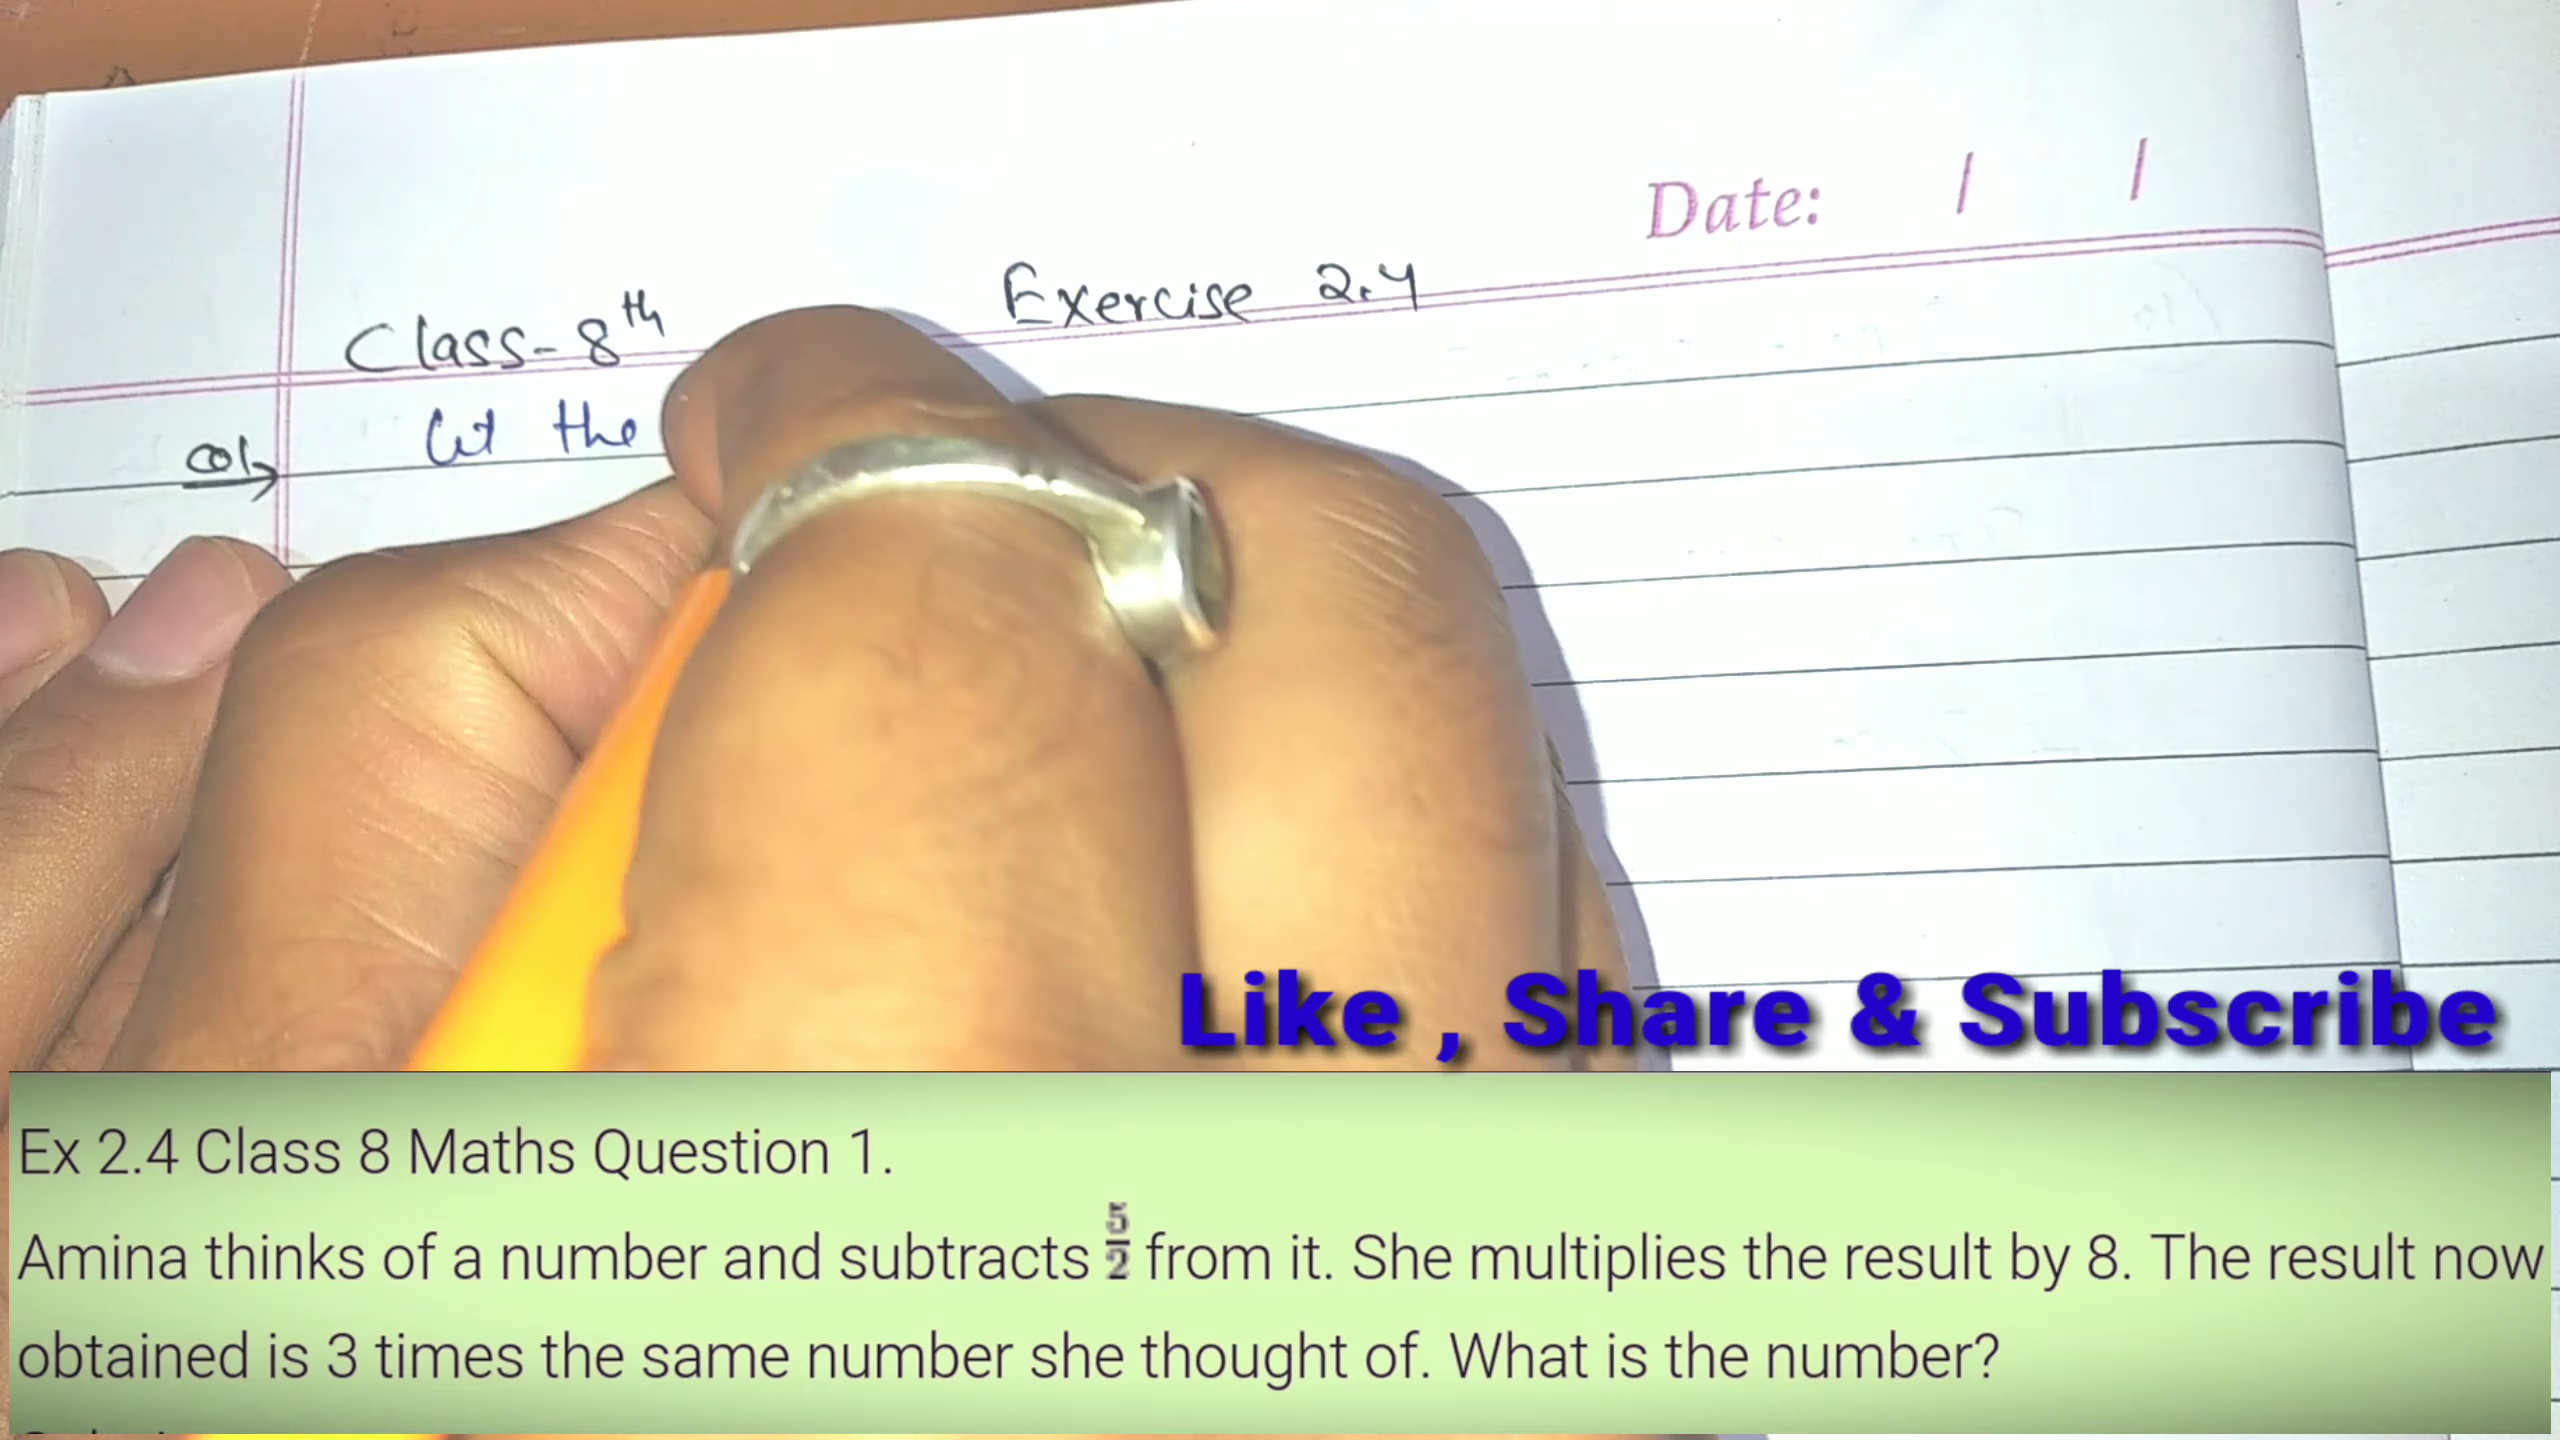 Date: / /
Class-8th Exercise 2.4
Let the
Like , Share & Subscribe
Ex 2.4 Class 8 Maths Question 1.
Amina thinks of a number and subtracts 5/2 from it. She multiplies the result by 8. The result now
obtained is 3 times the same number she thought of. What is the number?